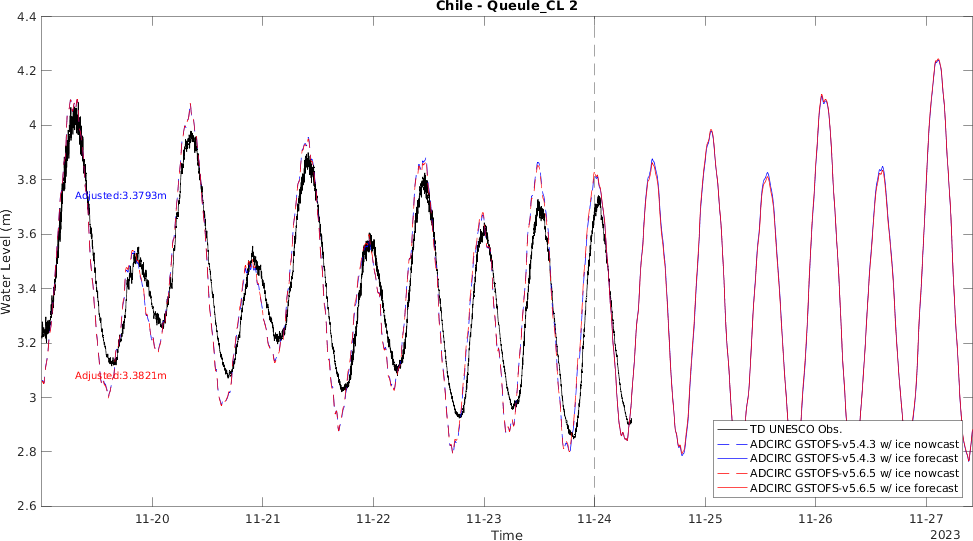 Chile - Queule_CL 2
Water Level (m)
4.4
4.2
4
3.8
3.6
3.4
3.2
3
2.8
2.6
Adjusted:3.3793m
Adjusted:3.3821m
TD UNESCO Obs.
ADCIRC GSTOFS-v5.4.3 w/ ice nowcast
ADCIRC GSTOFS-v5.4.3 w/ ice forecast
ADCIRC GSTOFS-v5.6.5 w/ ice nowcast
ADCIRC GSTOFS-v5.6.5 w/ ice forecast
11-20 11-21 11-22 11-23 11-24 11-25 11-26 11-27
Time
2023